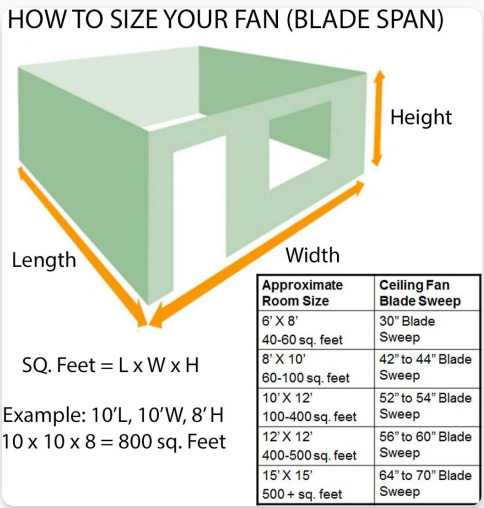 HOW TO SIZE YOUR FAN (BLADE SPAN)
Height
Length
Width
SQ. Feet = L x W x H
Example: 10’L, 10’W, 8’H
10 x 10 x 8 = 800 sq. Feet
Approximate
Room Size
Ceiling Fan
Blade Sweep
6’ X 8’
40-60 sq. feet
30” Blade
Sweep
8’ X 10’
60-100 sq. feet
42” to 44” Blade
Sweep
10’ X 12’
100-400 sq. feet
52” to 54” Blade
Sweep
12’ X 12’
400-500 sq. feet
56” to 60” Blade
Sweep
15’ X 15’
500 + sq. feet
64” to 70” Blade
Sweep